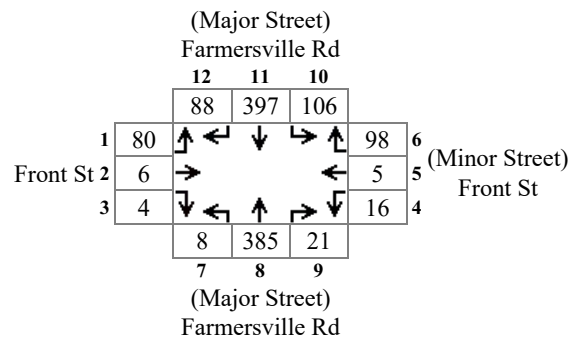 (Major Street)
Farmersville Rd
12 11 10
88 397 106
1 80 98 6
Front St 2 6 5 5 (Minor Street)
3 4 16 4 Front St
8 385 21
7 8 9
(Major Street)
Farmersville Rd